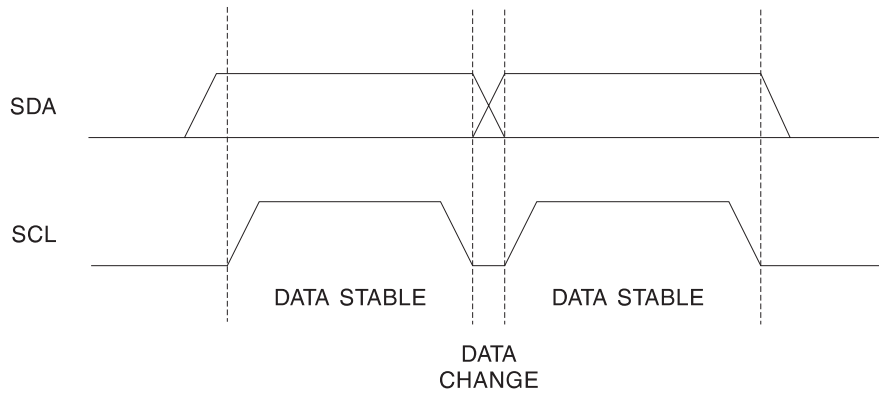 SDA
SCL
DATA STABLE
DATA STABLE
DATA
CHANGE